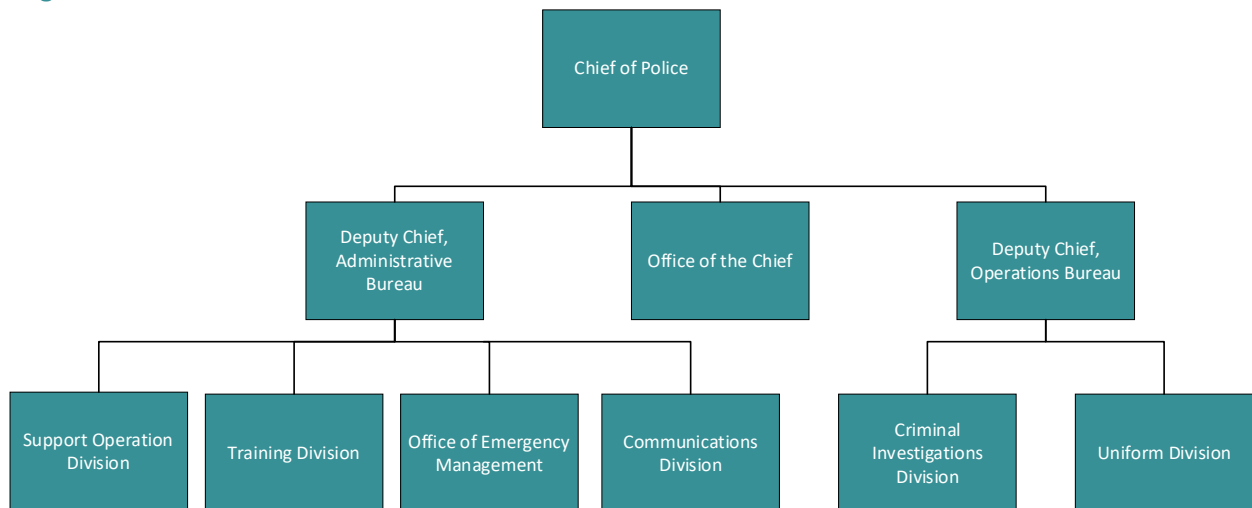 Chief of Police
Deputy Chief,
Administrative
Bureau
Office of the Chief
Deputy Chief,
Operations Bureau
Support Operation
Division
Training Division
Office of Emergency
Management
Communications
Division
Criminal
Investigations
Division
Uniform Division